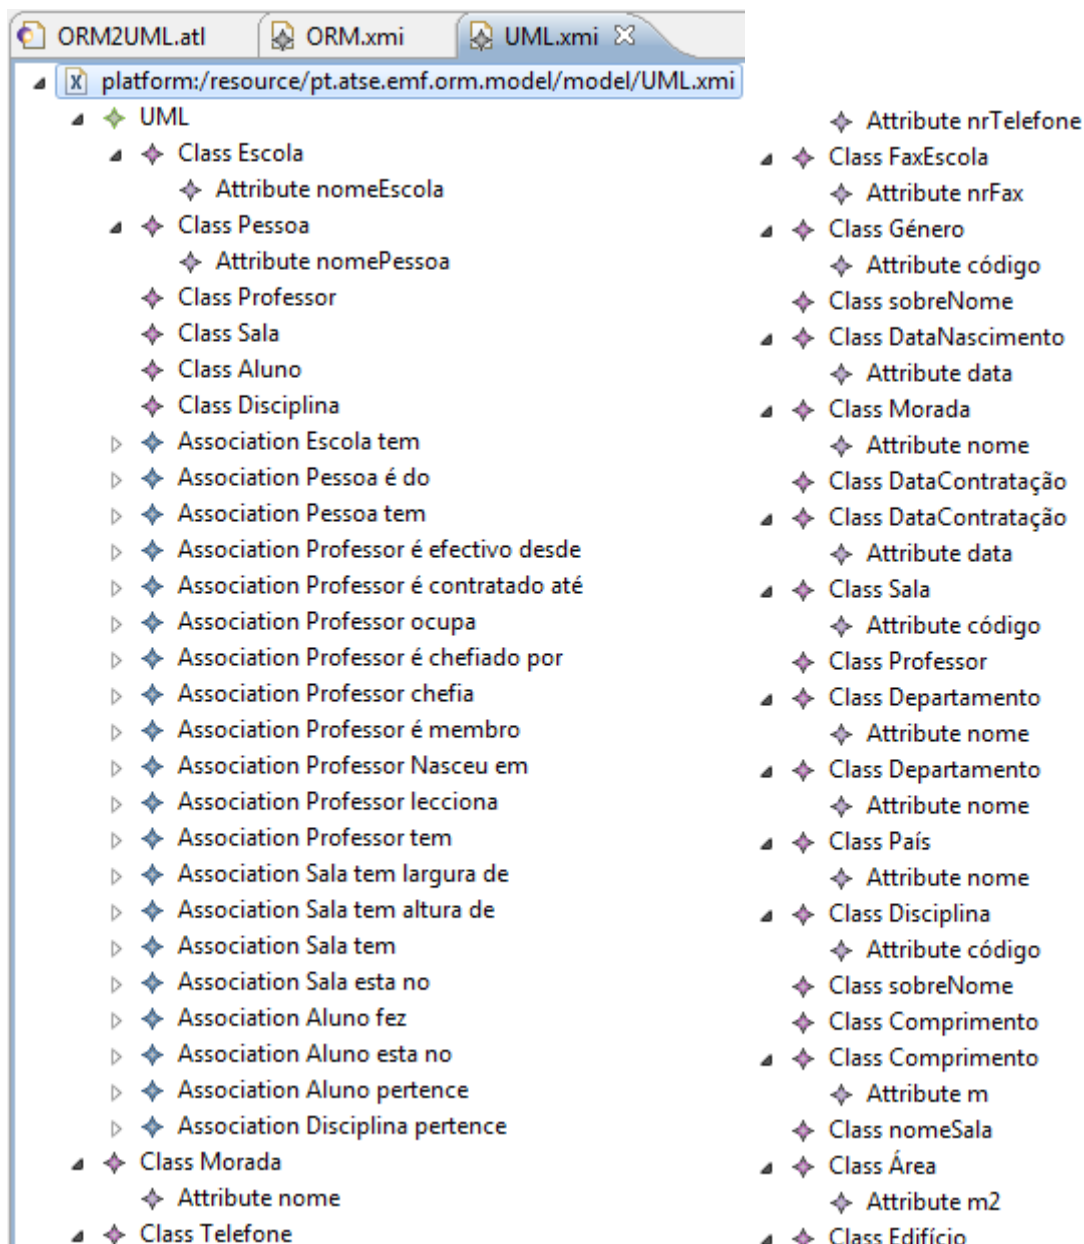 ORM2UML.atl ORM.xmi UML.xmi
platform:/resource/pt.atse.emf.orm.model/model/UML.xmi
UML
Class Escola
Attribute nomeEscola
Class Pessoa
Attribute nomePessoa
Class Professor
Class Sala
Class Aluno
Class Disciplina
Association Escola tem
Association Pessoa é do
Association Pessoa tem
Association Professor é efectivo desde
Association Professor é contratado até
Association Professor ocupa
Association Professor é chefiado por
Association Professor chefia
Association Professor é membro
Association Professor Nasceu em
Association Professor lecciona
Association Professor tem
Association Sala tem largura de
Association Sala tem altura de
Association Sala tem
Association Sala esta no
Association Aluno fez
Association Aluno esta no
Association Aluno pertence
Association Disciplina pertence
Class Morada
Attribute nome
Class Telefone
Attribute nrTelefone
Class FaxEscola
Attribute nrFax
Class Género
Attribute código
Class sobreNome
Class DataNascimento
Attribute data
Class Morada
Attribute nome
Class DataContratação
Class DataContratação
Attribute data
Class Sala
Attribute código
Class Professor
Class Departamento
Attribute nome
Class Departamento
Attribute nome
Class País
Attribute nome
Class Disciplina
Attribute código
Class sobreNome
Class Comprimento
Class Comprimento
Attribute m
Class nomeSala
Class Área
Attribute m2
Class Edifício